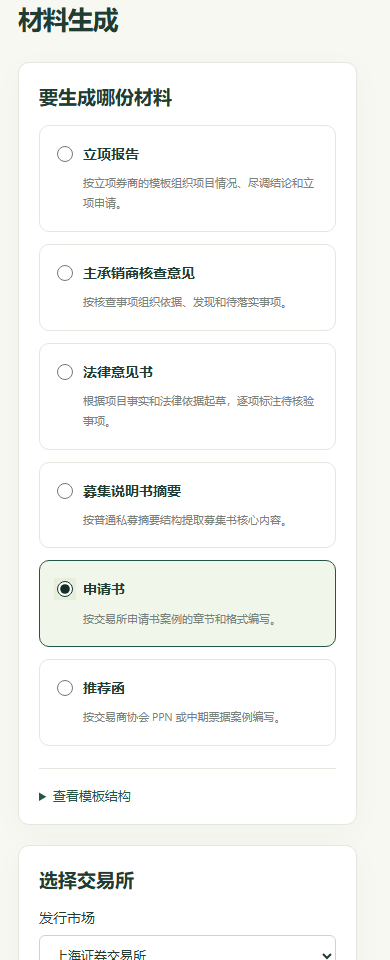 材料生成
要生成哪份材料
立项报告
按立项券商的模板组织项目情况、尽调结论和立
项申请。
主承销商核查意见
按核查事项组织依据、发现和待落实事项。
法律意见书
根据项目事实和法律依据起草，逐项标注待核验
事项。
募集说明书摘要
按普通私募摘要结构提取募集书核心内容。
申请书
按交易所申请书案例的章节和格式编写。
推荐函
按交易商协会 PPN 或中期票据案例编写。
查看模板结构
选择交易所
发行市场
上海证券交易所